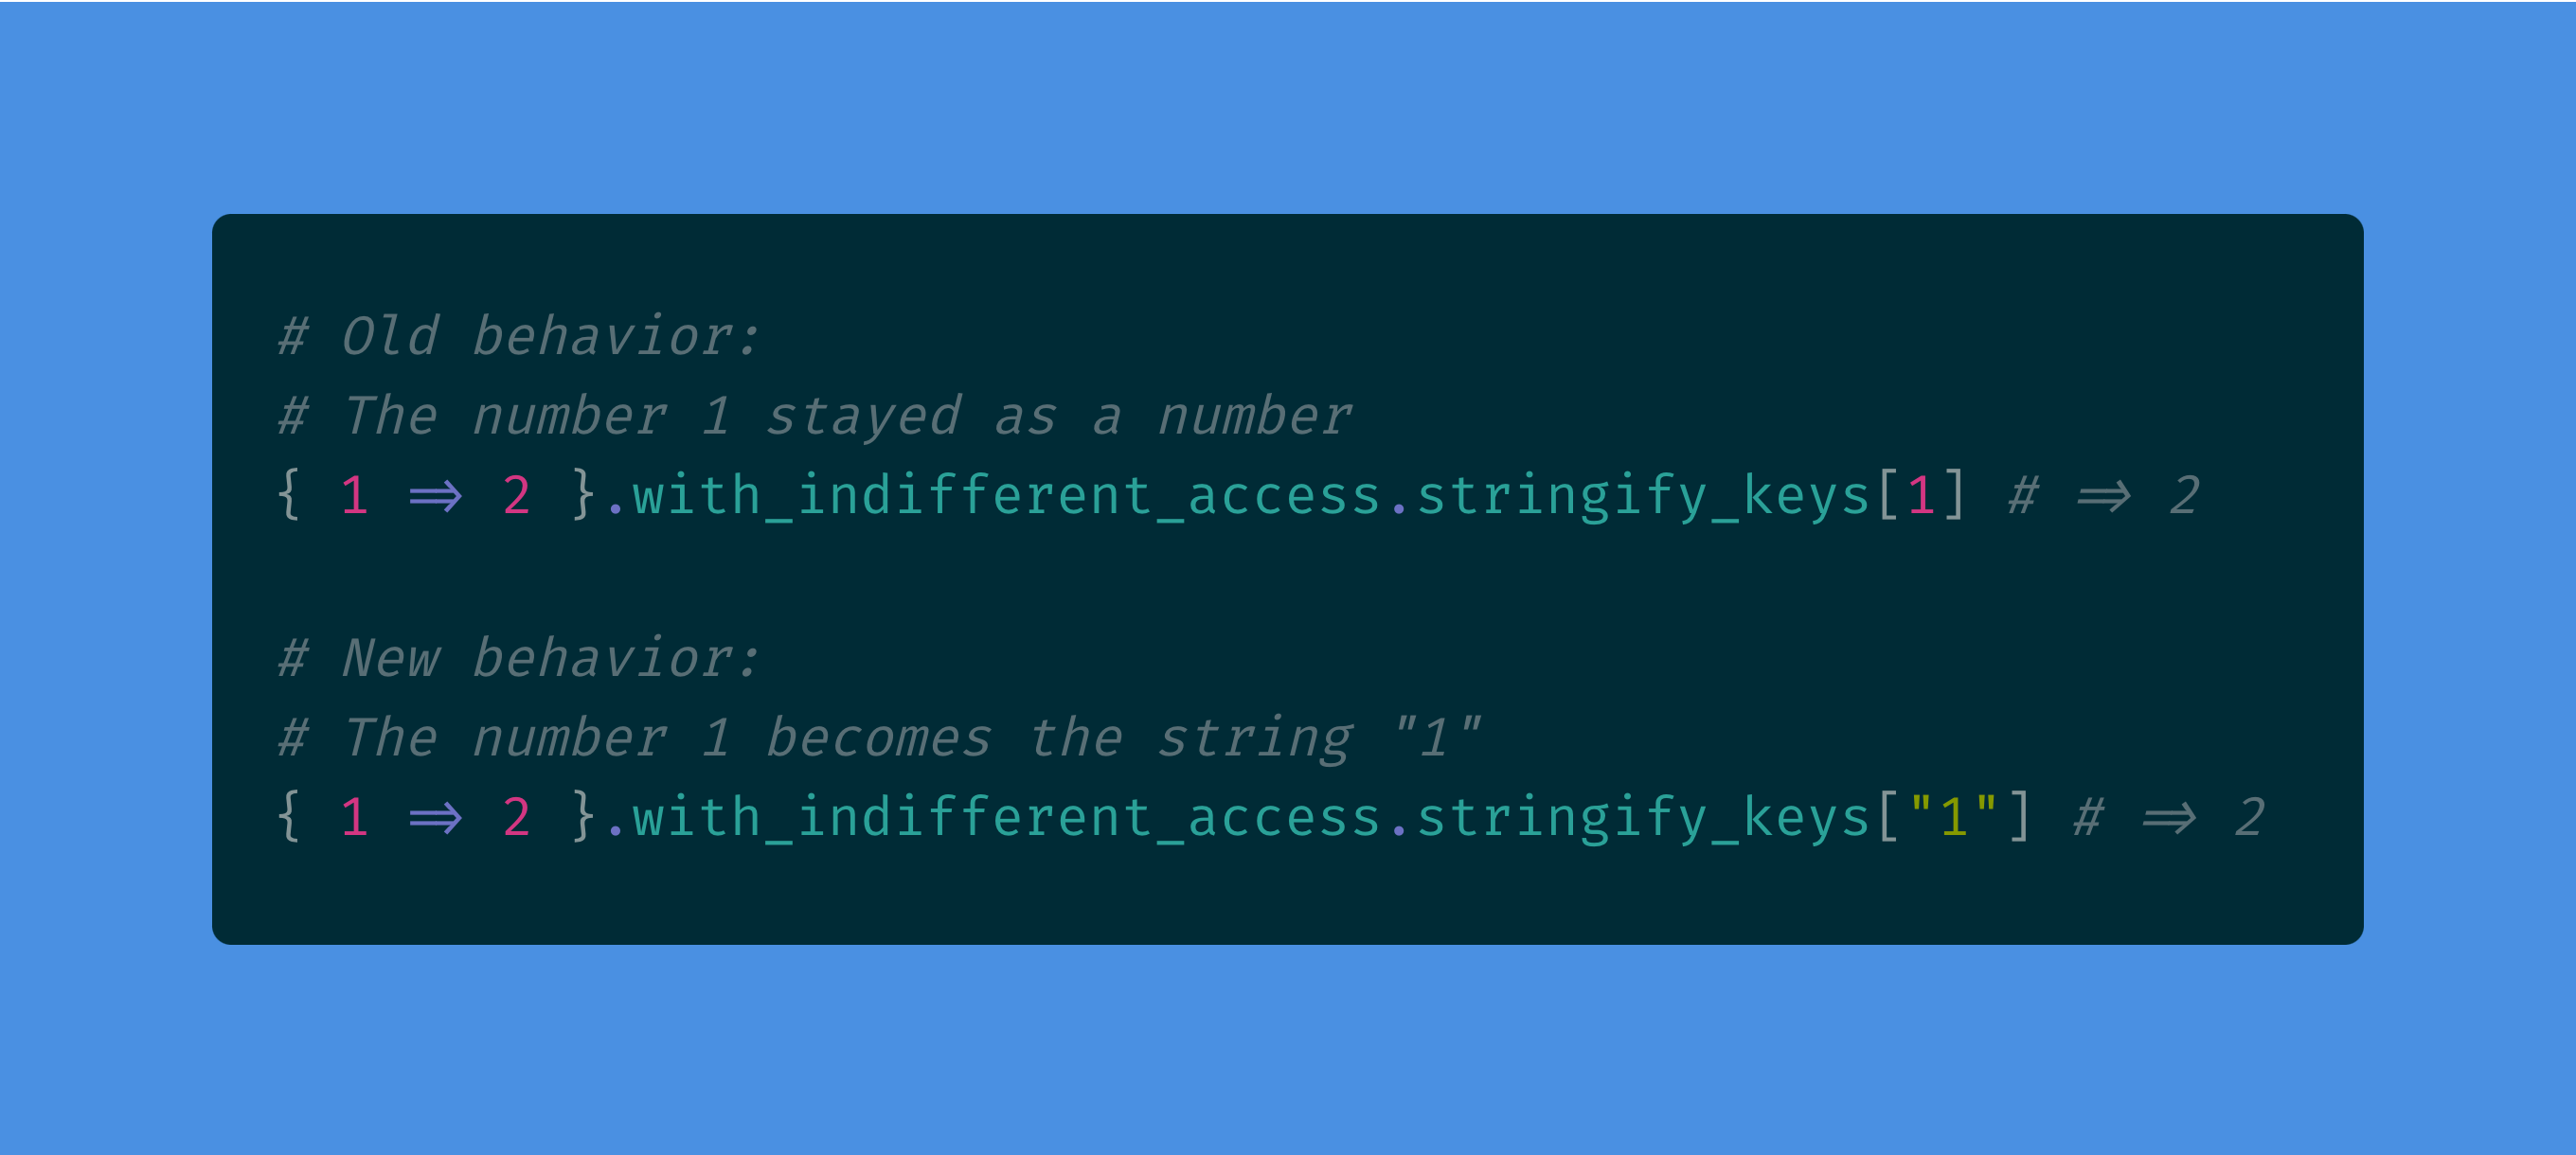 # Old behavior:
# The number 1 stayed as a number
{ 1 => 2 }.with_indifferent_access.stringify_keys[1] # => 2
# New behavior:
# The number 1 becomes the string "1"
{ 1 => 2 }.with_indifferent_access.stringify_keys["1"] # => 2